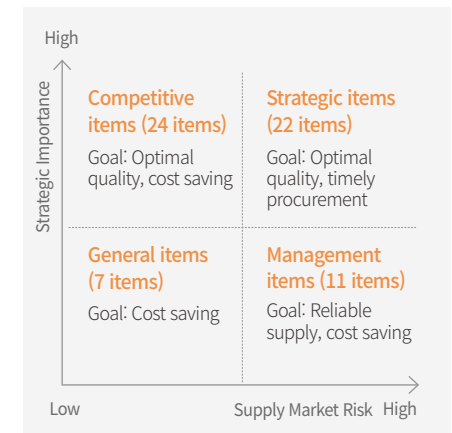 High
Strategic Importance
Competitive
items (24 items)
Goal: Optimal
quality, cost saving
Strategic items
(22 items)
Goal: Optimal
quality, timely
procurement
General items
(7 items)
Goal: Cost saving
Management
items (11 items)
Goal: Reliable
supply, cost saving
Low
Supply Market Risk
High